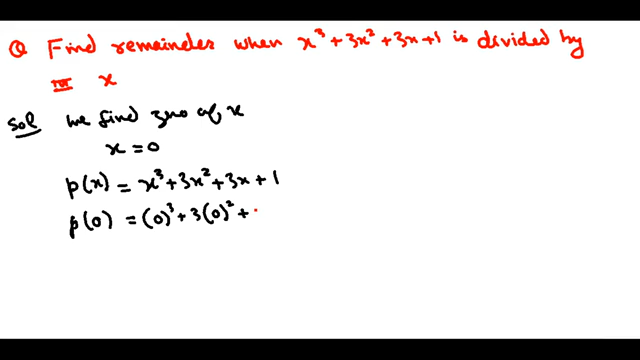 Q Find remainder when x³ + 3x² + 3x + 1 is divided by
III x
Sol We find zero of x
x = 0
p(x) = x³ + 3x² + 3x + 1
p(0) = (0)³ + 3(0)² +